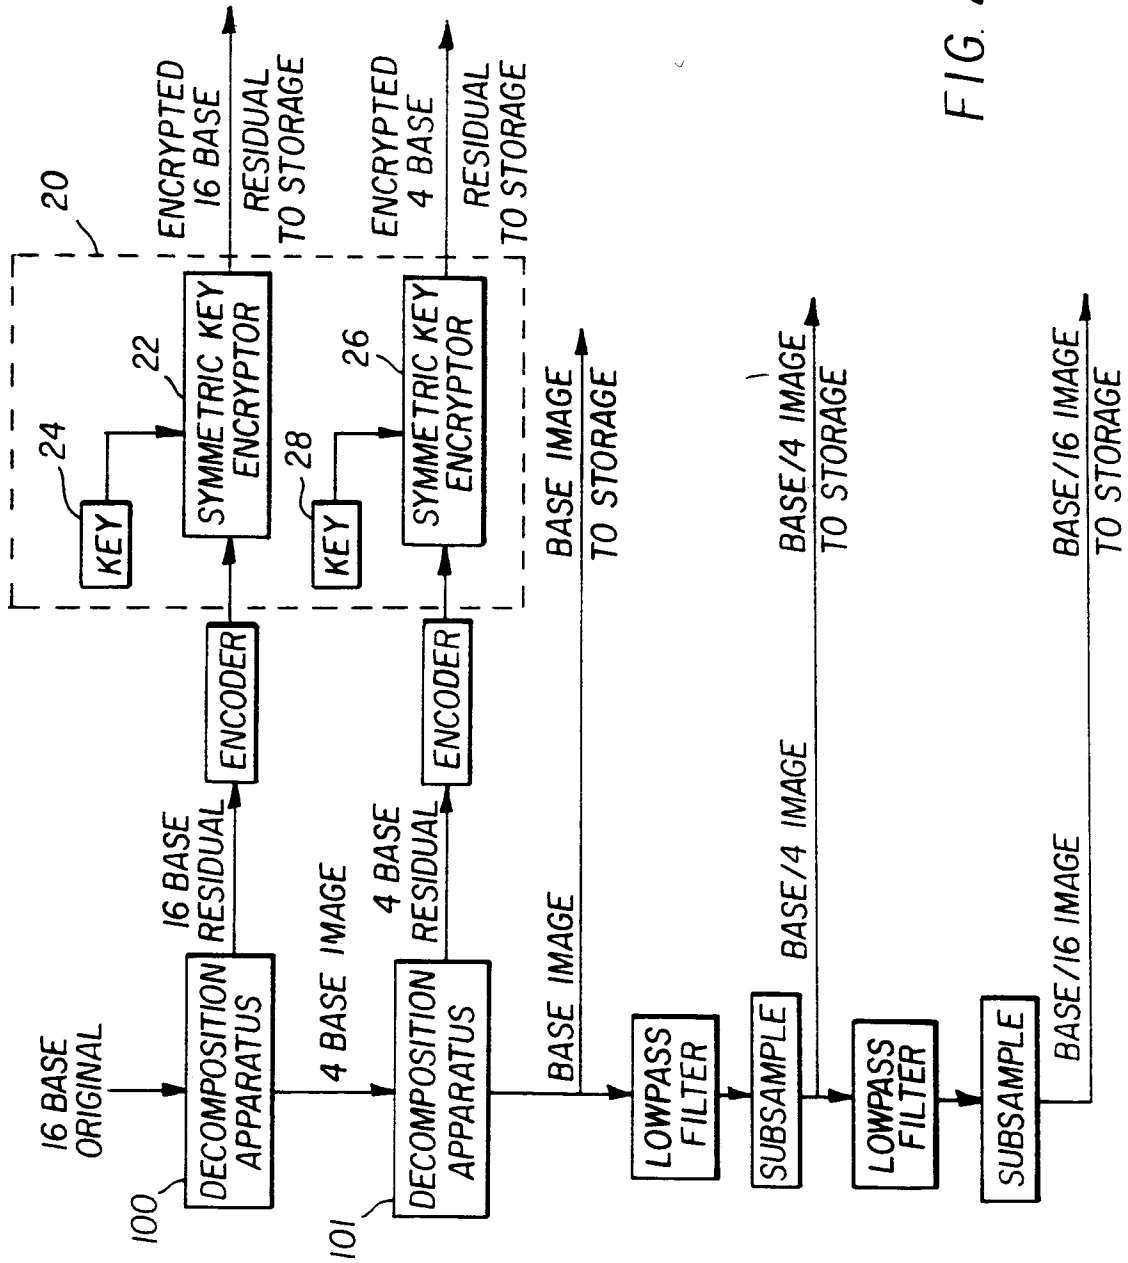 16 BASE
ORIGINAL
100
DECOMPOSITION
APPARATUS
16 BASE
RESIDUAL
ENCODER
24
KEY
22
SYMMETRIC KEY
ENCRYPTOR
20
ENCRYPTED
16 BASE
RESIDUAL
TO STORAGE
4 BASE IMAGE
101
DECOMPOSITION
APPARATUS
4 BASE
RESIDUAL
ENCODER
28
KEY
26
SYMMETRIC KEY
ENCRYPTOR
ENCRYPTED
4 BASE
RESIDUAL
TO STORAGE
BASE IMAGE
BASE IMAGE
TO STORAGE
LOWPASS
FILTER
SUBSAMPLE
BASE/4 IMAGE
BASE/4 IMAGE
TO STORAGE
LOWPASS
FILTER
SUBSAMPLE
BASE/16 IMAGE
BASE/16 IMAGE
TO STORAGE
FIG.